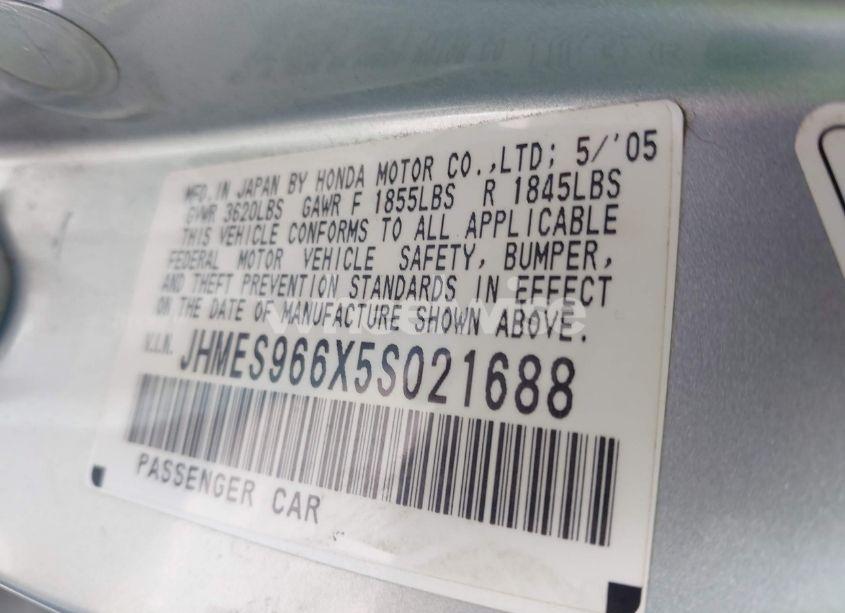 MFD. IN JAPAN BY HONDA MOTOR CO.,LTD; 5/'05
GVWR 3620LBS GAWR F 1855LBS R 1845LBS
THIS VEHICLE CONFORMS TO ALL APPLICABLE
FEDERAL MOTOR VEHICLE SAFETY, BUMPER,
AND THEFT PREVENTION STANDARDS IN EFFECT
ON THE DATE OF MANUFACTURE SHOWN ABOVE.
V.I.N. JHMES966X5S021688
PASSENGER CAR